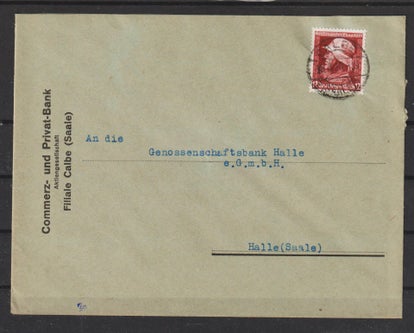 Commerz- und Privat-Bank
Aktiengesellschaft
Filiale Calbe (Saale)
An die
Genossenschaftsbank Halle
e.G.m.b.H.
Halle(Saale)